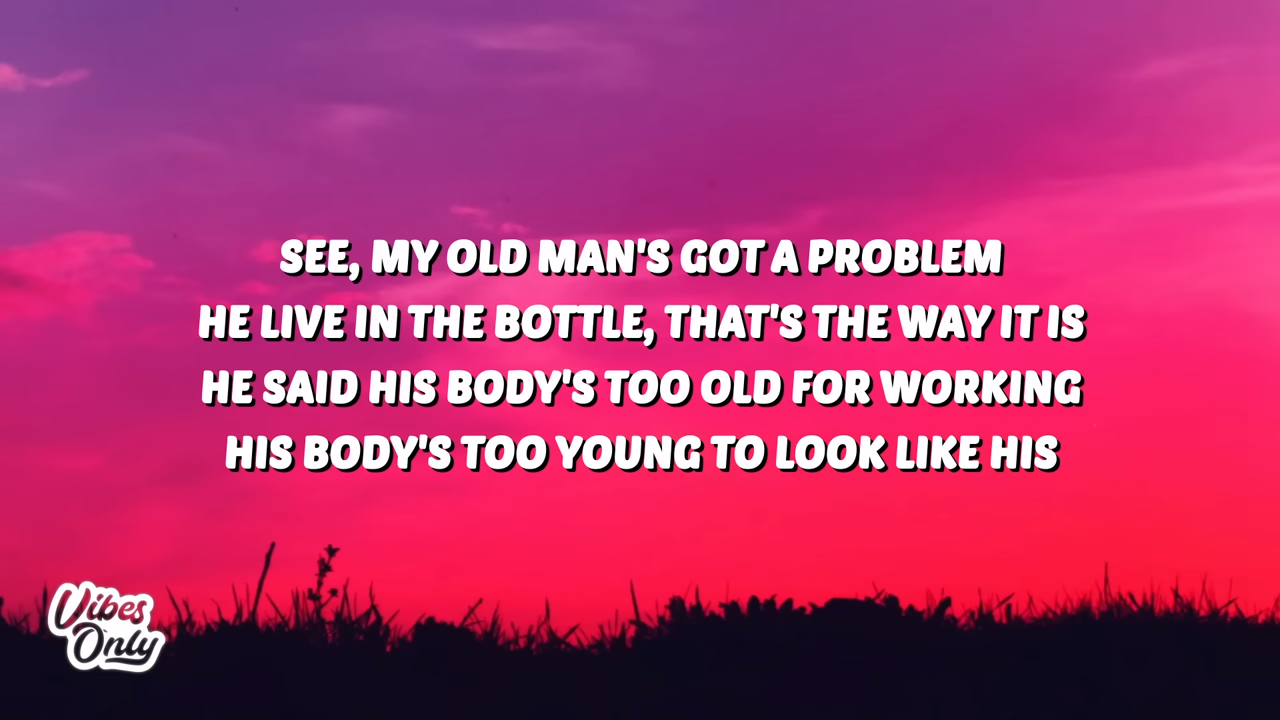 SEE, MY OLD MAN'S GOT A PROBLEM
HE LIVE IN THE BOTTLE, THAT'S THE WAY IT IS
HE SAID HIS BODY'S TOO OLD FOR WORKING
HIS BODY'S TOO YOUNG TO LOOK LIKE HIS
Vibes
Only